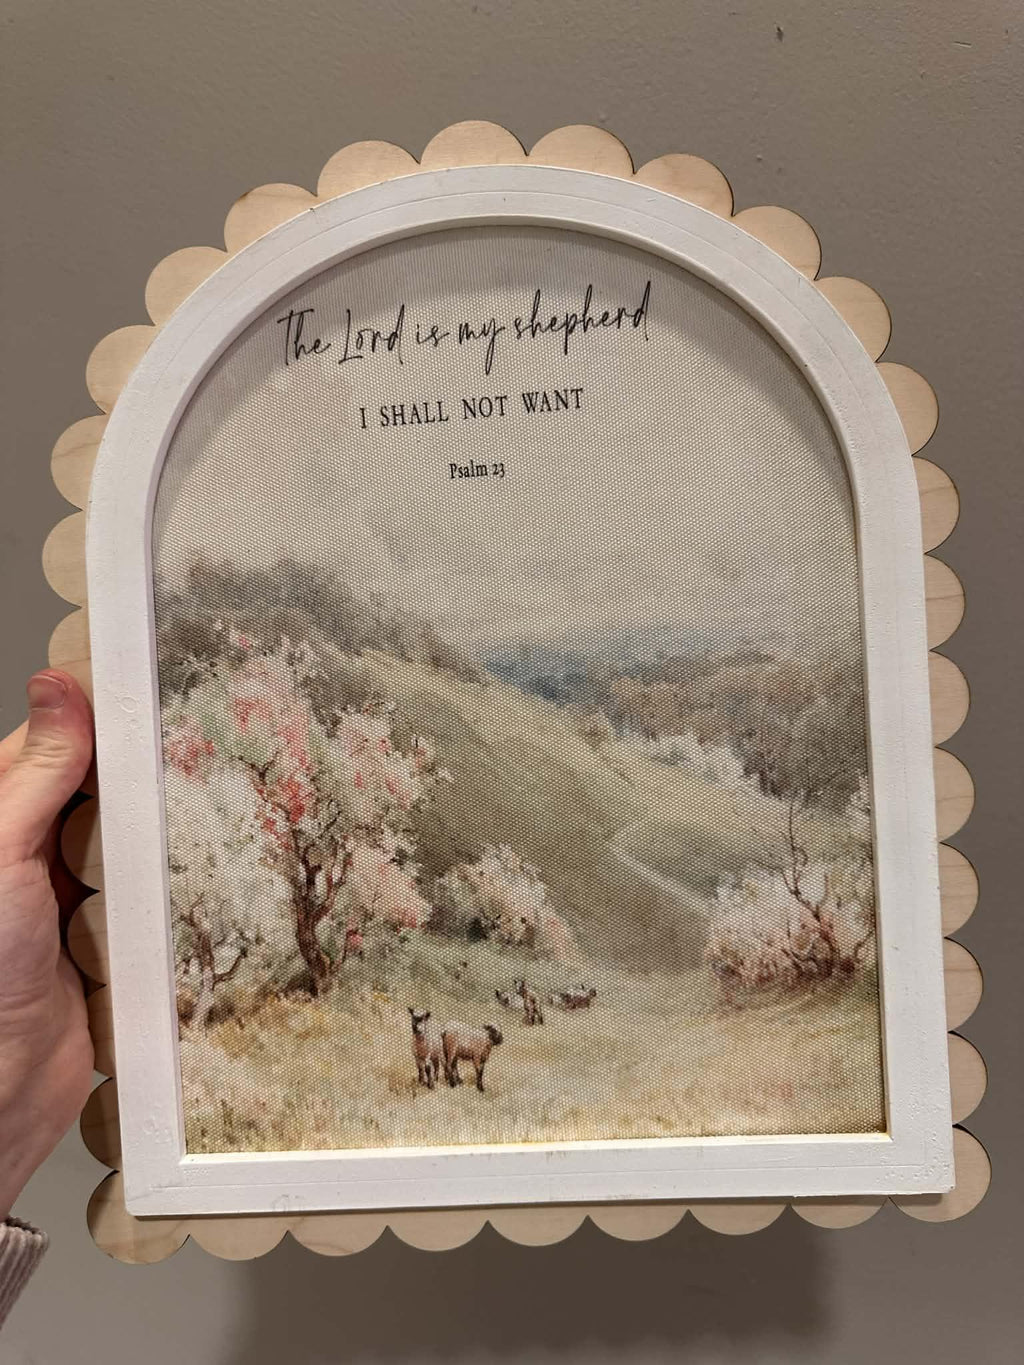 The Lord is my shepherd
I SHALL NOT WANT
Psalm 23